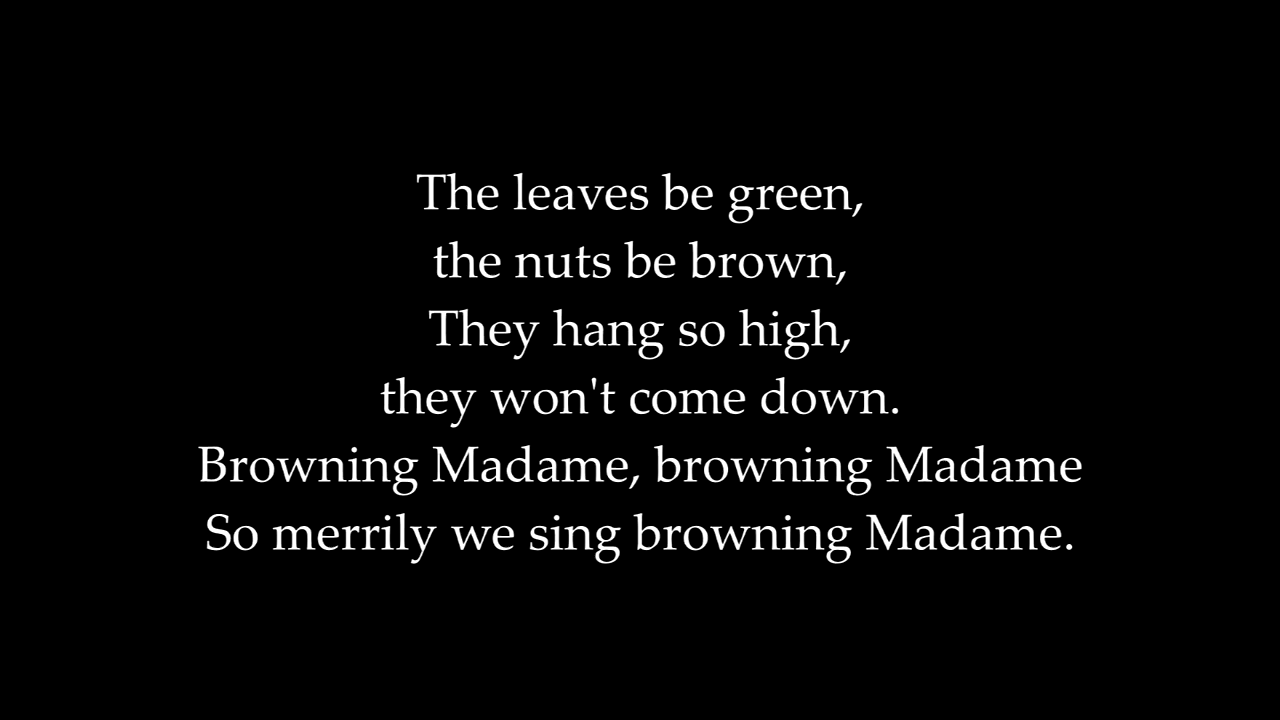 The leaves be green,
the nuts be brown,
They hang so high,
they won't come down.
Browning Madame, browning Madame
So merrily we sing browning Madame.